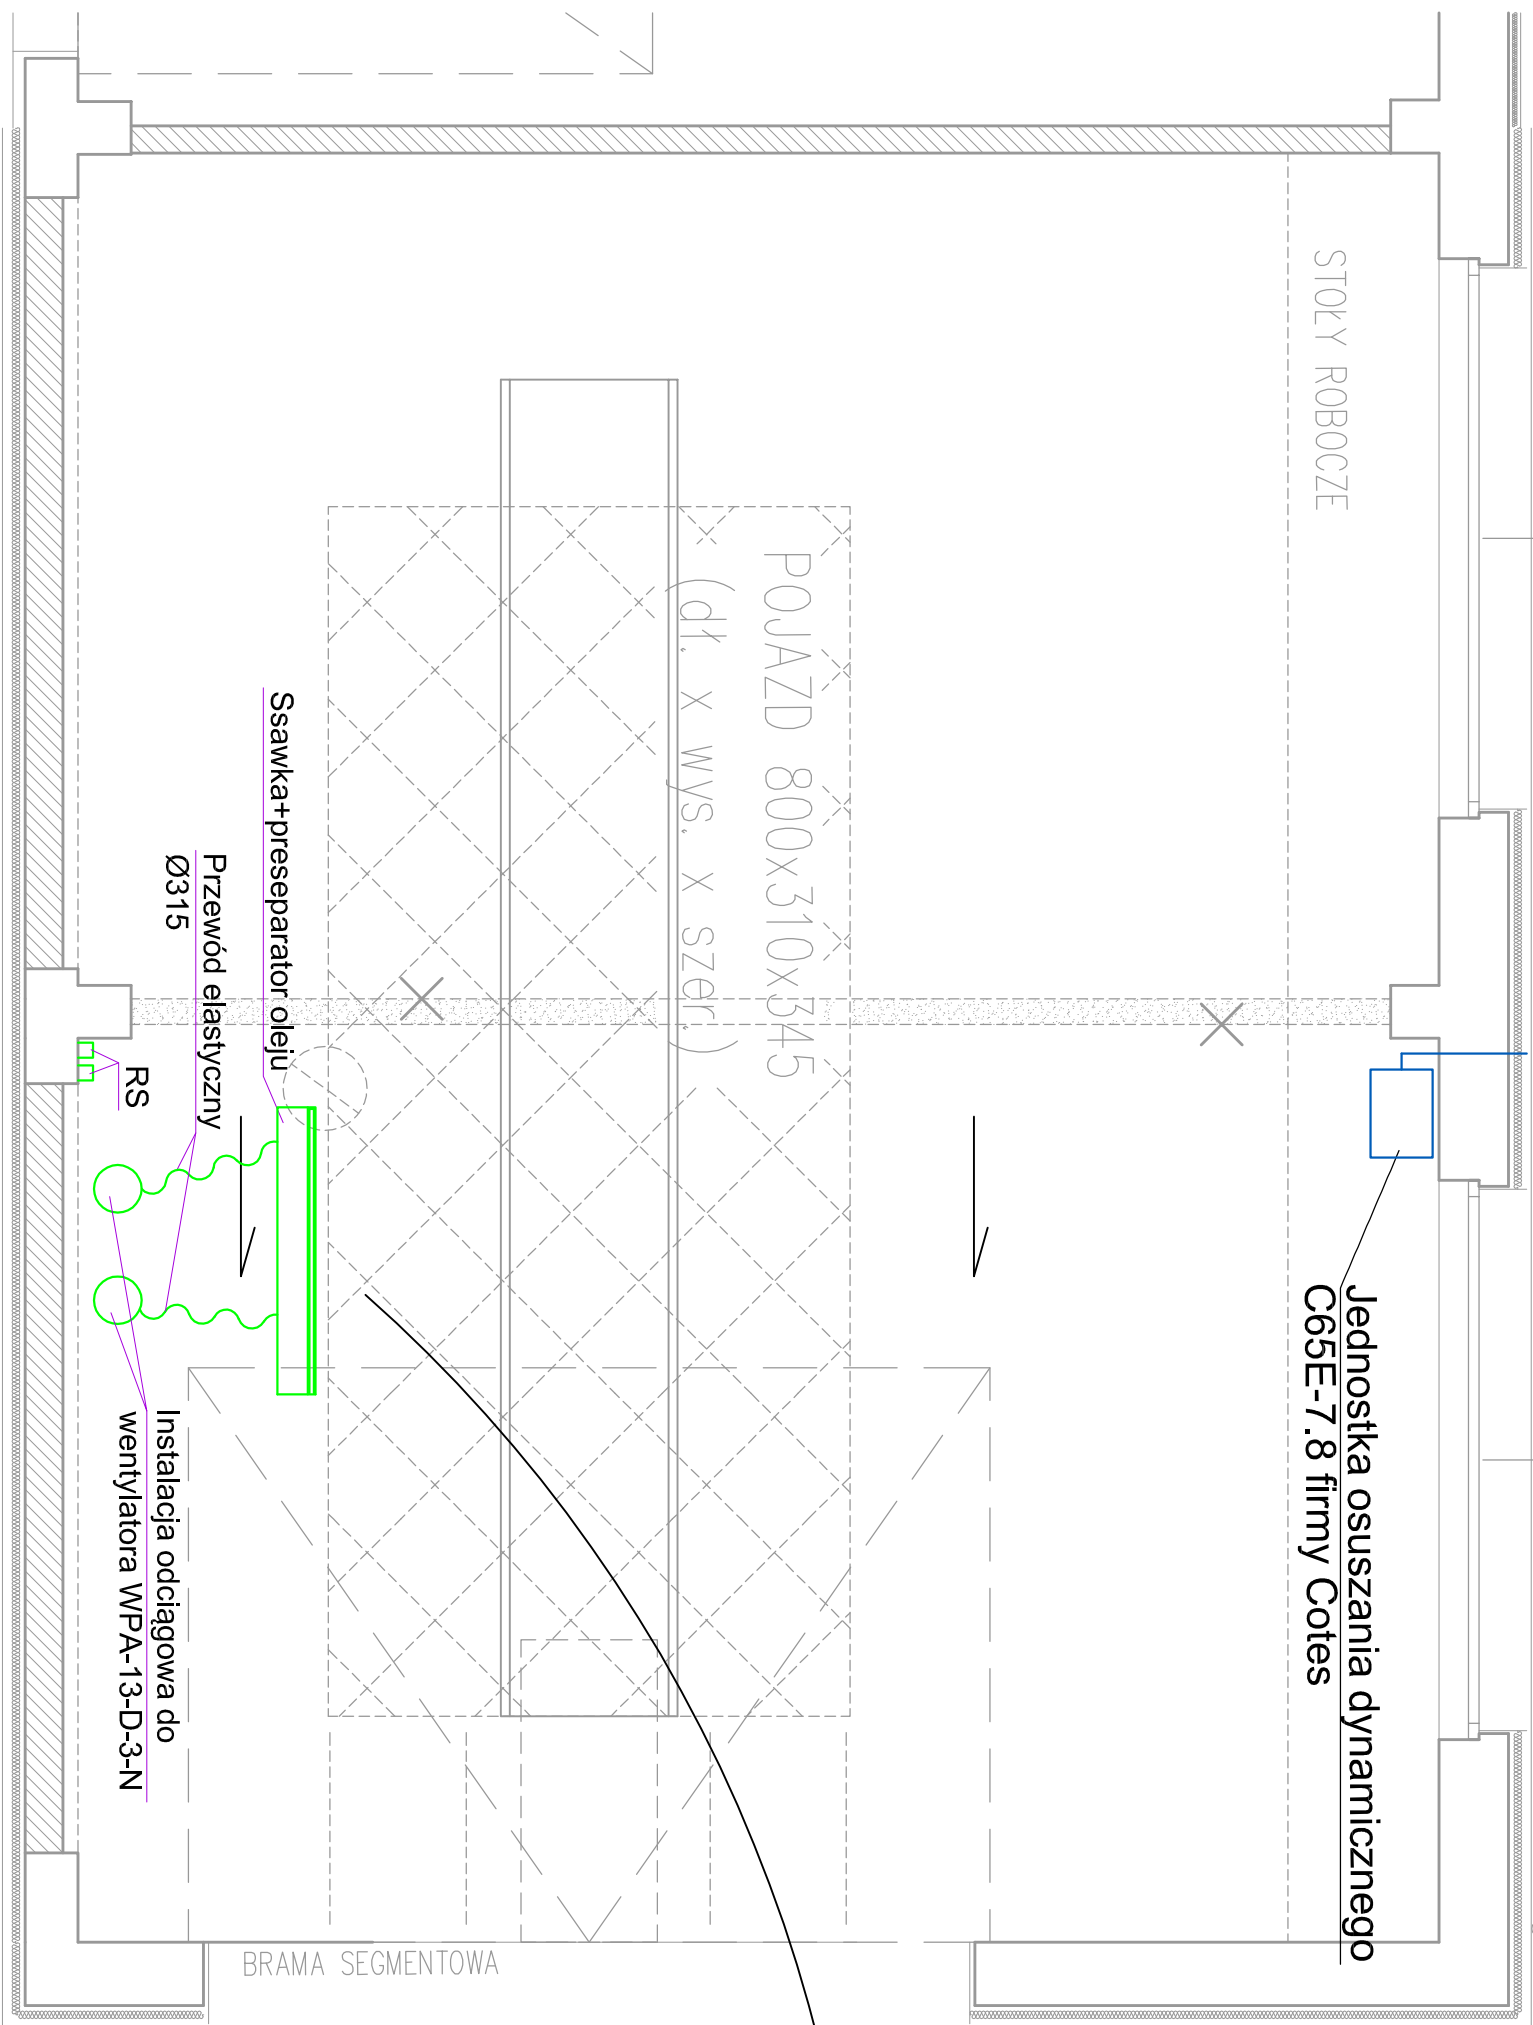 STOŁY ROBOCZE
POJAZD 800x310x345
(dł. x wys. x szer.)
Jednostka osuszania dynamicznego
C65E-7.8 firmy Cotes
Ssawka+preseparator oleju
Przewód elastyczny
Ø315
RS
Instalacja odciągowa do
wentylatora WPA-13-D-3-N
BRAMA SEGMENTOWA